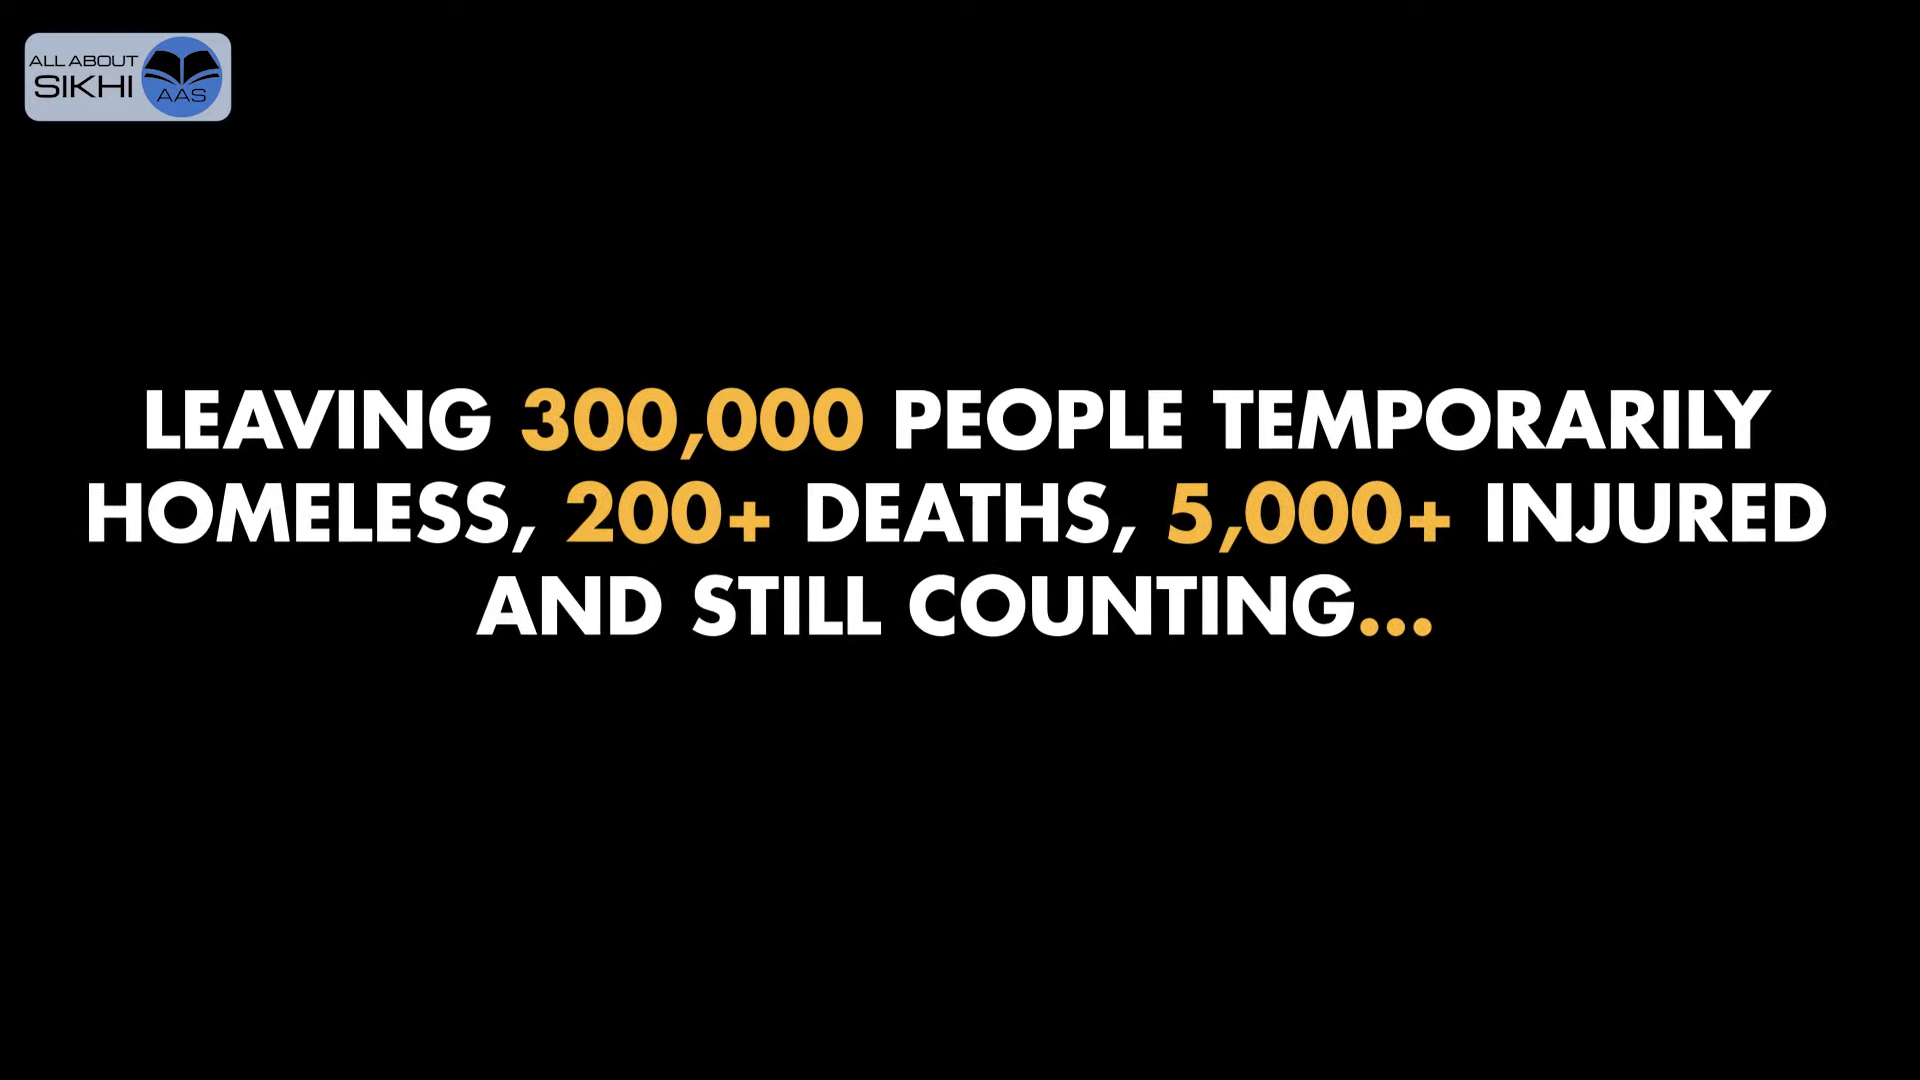 ALL ABOUT
SIKHI
AAS
LEAVING 300,000 PEOPLE TEMPORARILY
HOMELESS, 200+ DEATHS, 5,000+ INJURED
AND STILL COUNTING...